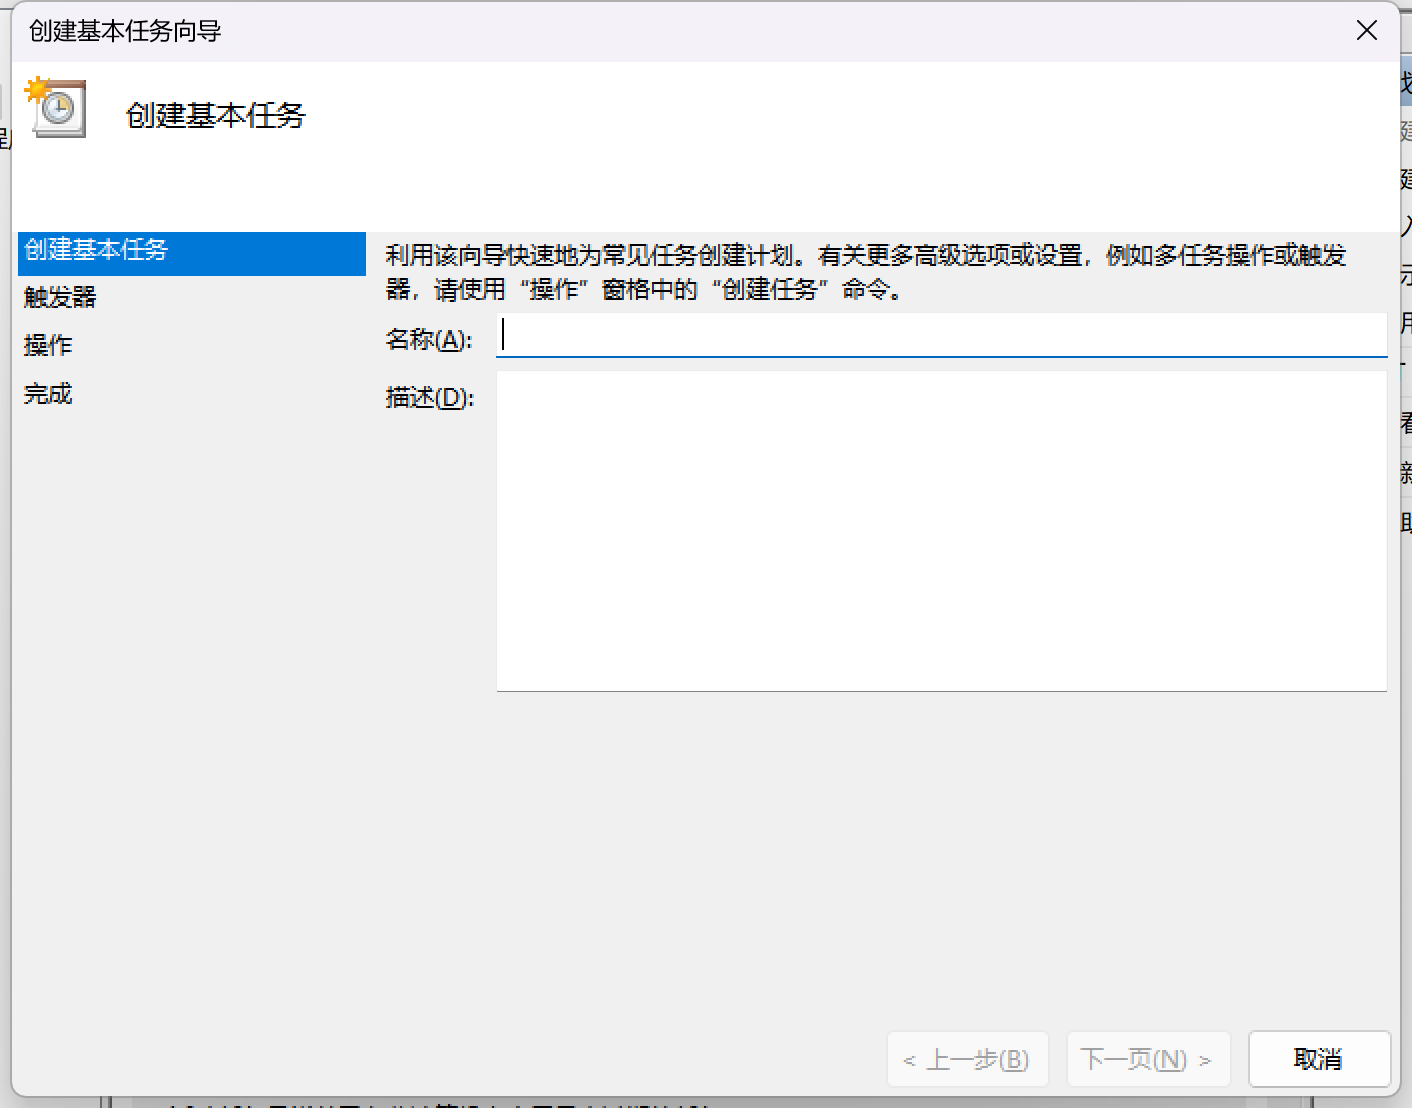 创建基本任务向导
创建基本任务
创建基本任务
触发器
操作
完成
利用该向导快速地为常见任务创建计划。有关更多高级选项或设置，例如多任务操作或触发
器，请使用“操作”窗格中的“创建任务”命令。
名称(A):
描述(D):
< 上一步(B)
下一页(N) >
取消